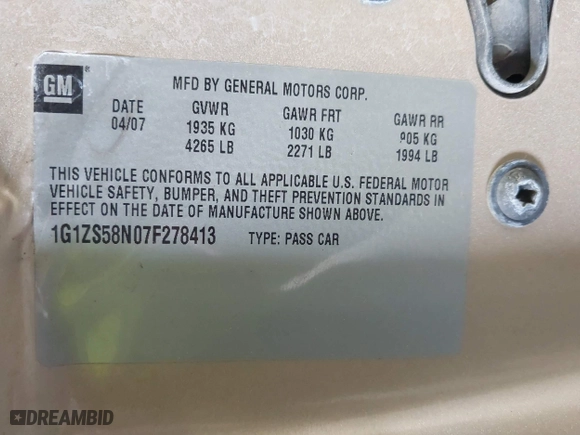 GM ®
MFD BY GENERAL MOTORS CORP.
DATE GVWR GAWR FRT GAWR RR
04/07 1935 KG 1030 KG 905 KG
4265 LB 2271 LB 1994 LB
THIS VEHICLE CONFORMS TO ALL APPLICABLE U.S. FEDERAL MOTOR
VEHICLE SAFETY, BUMPER, AND THEFT PREVENTION STANDARDS IN
EFFECT ON THE DATE OF MANUFACTURE SHOWN ABOVE.
1G1ZS58N07F278413 TYPE: PASS CAR
DREAMBID